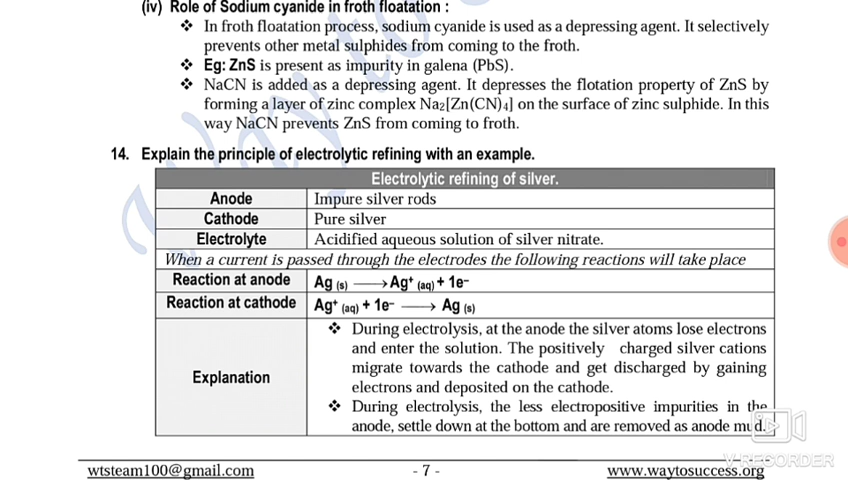 (iv) Role of Sodium cyanide in froth floatation :
❖ In froth floatation process, sodium cyanide is used as a depressing agent. It selectively
prevents other metal sulphides from coming to the froth.
❖ Eg: ZnS is present as impurity in galena (PbS).
❖ NaCN is added as a depressing agent. It depresses the flotation property of ZnS by
forming a layer of zinc complex Na₂[Zn(CN)₄] on the surface of zinc sulphide. In this
way NaCN prevents ZnS from coming to froth.
14. Explain the principle of electrolytic refining with an example.
Electrolytic refining of silver.
Anode Impure silver rods
Cathode Pure silver
Electrolyte Acidified aqueous solution of silver nitrate.
When a current is passed through the electrodes the following reactions will take place
Reaction at anode Ag (s) ⟶ Ag⁺ (aq) + 1e⁻
Reaction at cathode Ag⁺ (aq) + 1e⁻ ⟶ Ag (s)
Explanation
❖ During electrolysis, at the anode the silver atoms lose electrons
and enter the solution. The positively charged silver cations
migrate towards the cathode and get discharged by gaining
electrons and deposited on the cathode.
❖ During electrolysis, the less electropositive impurities in the
anode, settle down at the bottom and are removed as anode mud.
V RECORDER
wtsteam100@gmail.com - 7 - www.waytosuccess.org
Way to